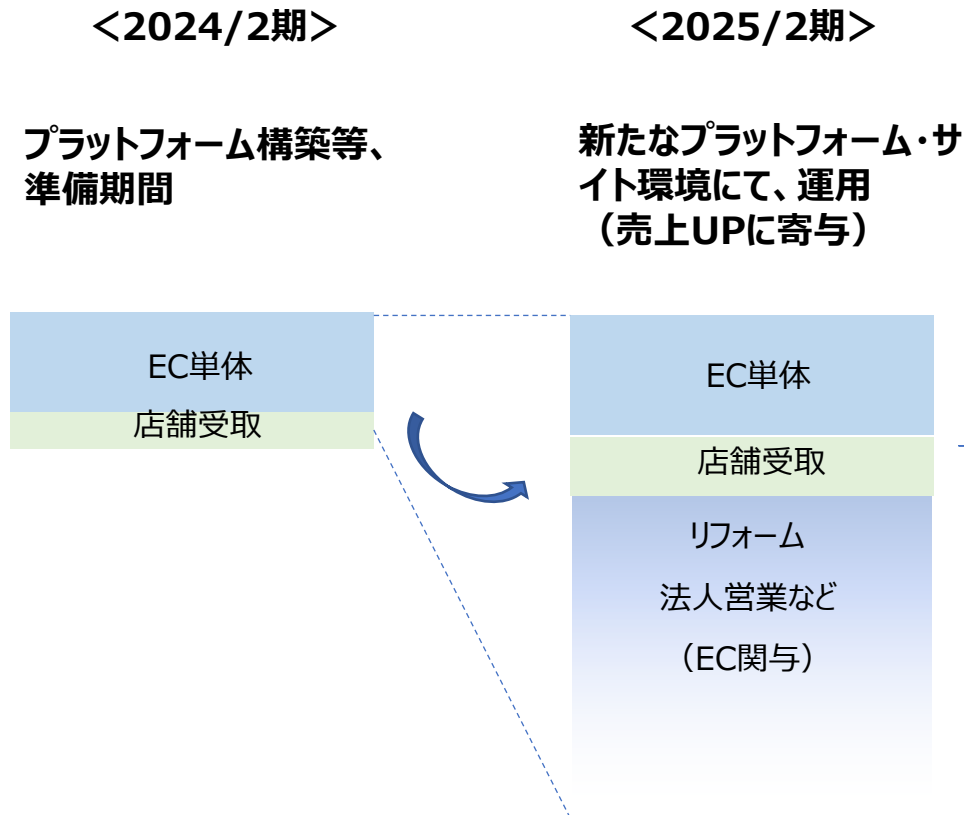 ＜2024/2期＞
＜2025/2期＞
プラットフォーム構築等、
準備期間
新たなプラットフォーム・サ
イト環境にて、運用
（売上UPに寄与）
EC単体
店舗受取
EC単体
店舗受取
リフォーム
法人営業など
（EC関与）